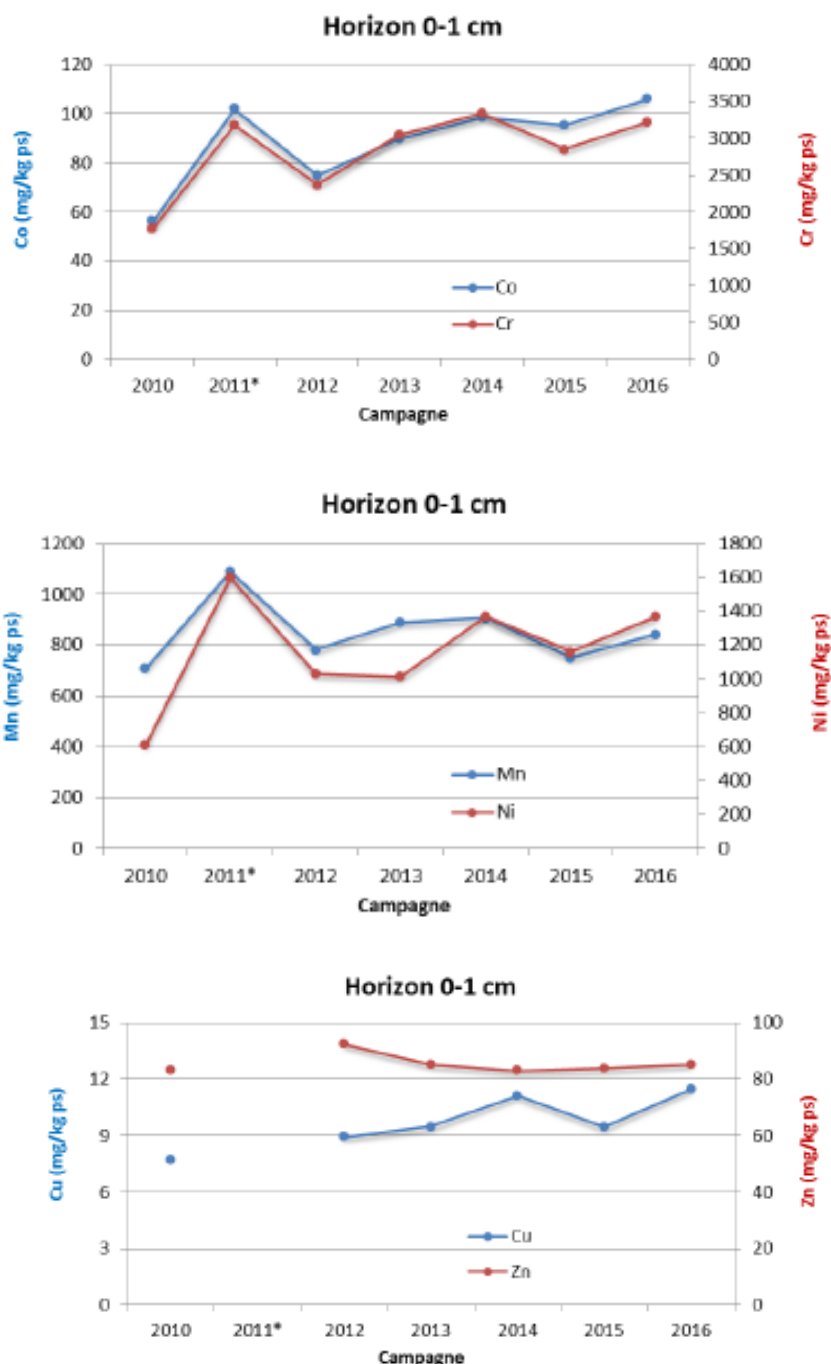 Horizon 0-1 cm
120
100
80
60
40
20
0
Co (mg/kg ps)
4000
3500
3000
2500
2000
1500
1000
500
0
Cr (mg/kg ps)
Co
Cr
2010 2011* 2012 2013 2014 2015 2016
Campagne
Horizon 0-1 cm
1200
1000
800
600
400
200
0
Mn (mg/kg ps)
1800
1600
1400
1200
1000
800
600
400
200
0
Ni (mg/kg ps)
Mn
Ni
2010 2011* 2012 2013 2014 2015 2016
Campagne
Horizon 0-1 cm
15
12
9
6
3
0
Cu (mg/kg ps)
100
80
60
40
20
0
Zn (mg/kg ps)
Cu
Zn
2010 2011* 2012 2013 2014 2015 2016
Campagne